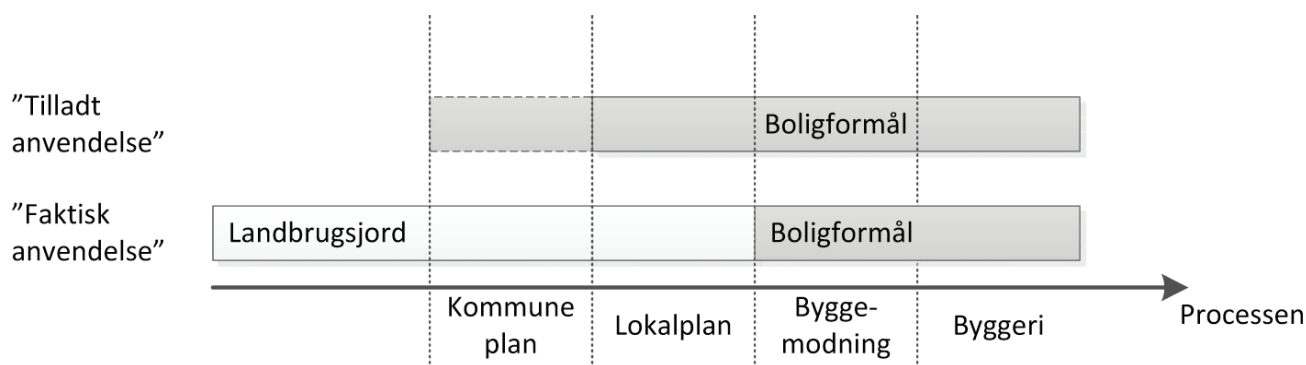 ”Tilladt
anvendelse”
Boligformål
”Faktisk
anvendelse”
Landbrugsjord
Boligformål
Kommune
plan
Lokalplan
Bygge-
modning
Byggeri
Processen